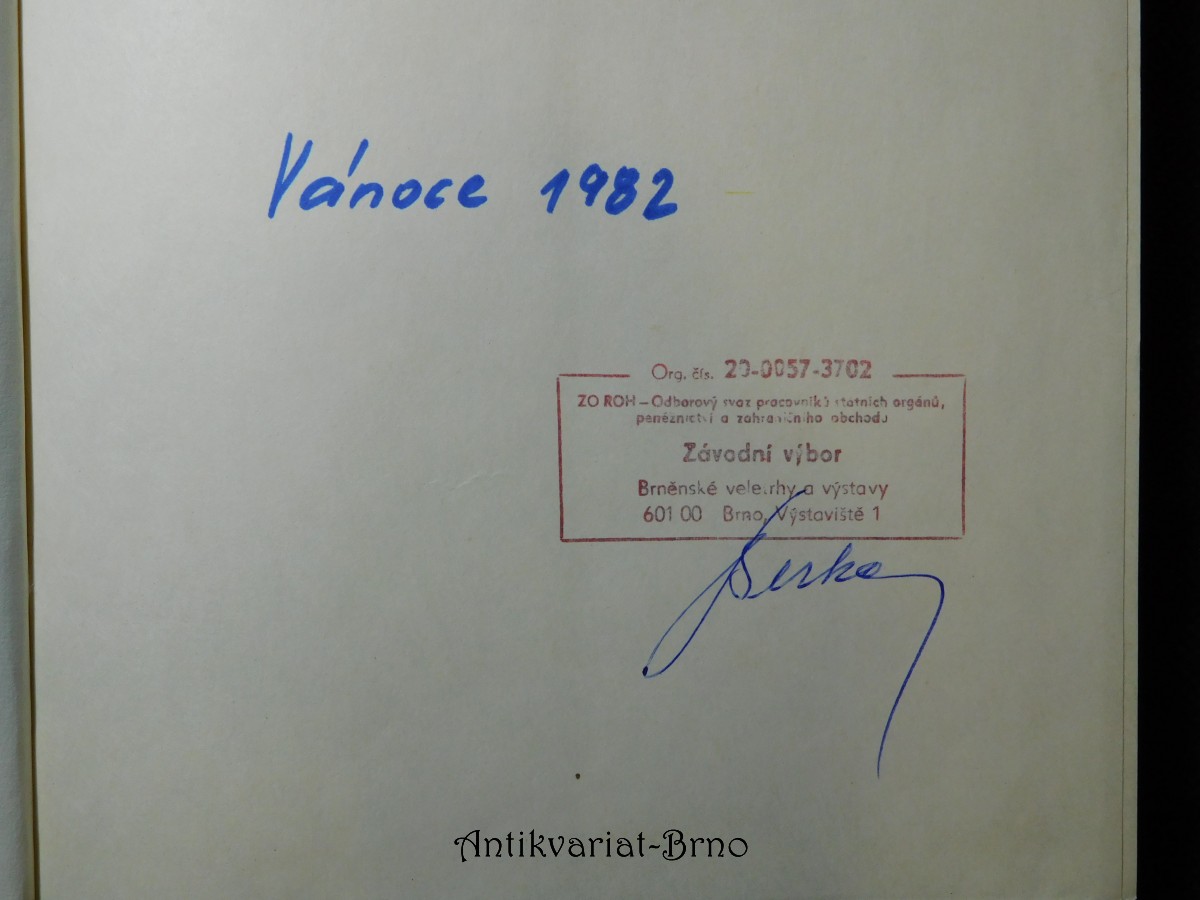 Vánoce 1982
Org. čís. 20-0057-3702
ZO ROH – Odborový svaz pracovníků státních orgánů,
peněžnictví a zahraničního obchodu
Závodní výbor
Brněnské veletrhy a výstavy
601 00 Brno, Výstaviště 1
Antikvariat-Brno